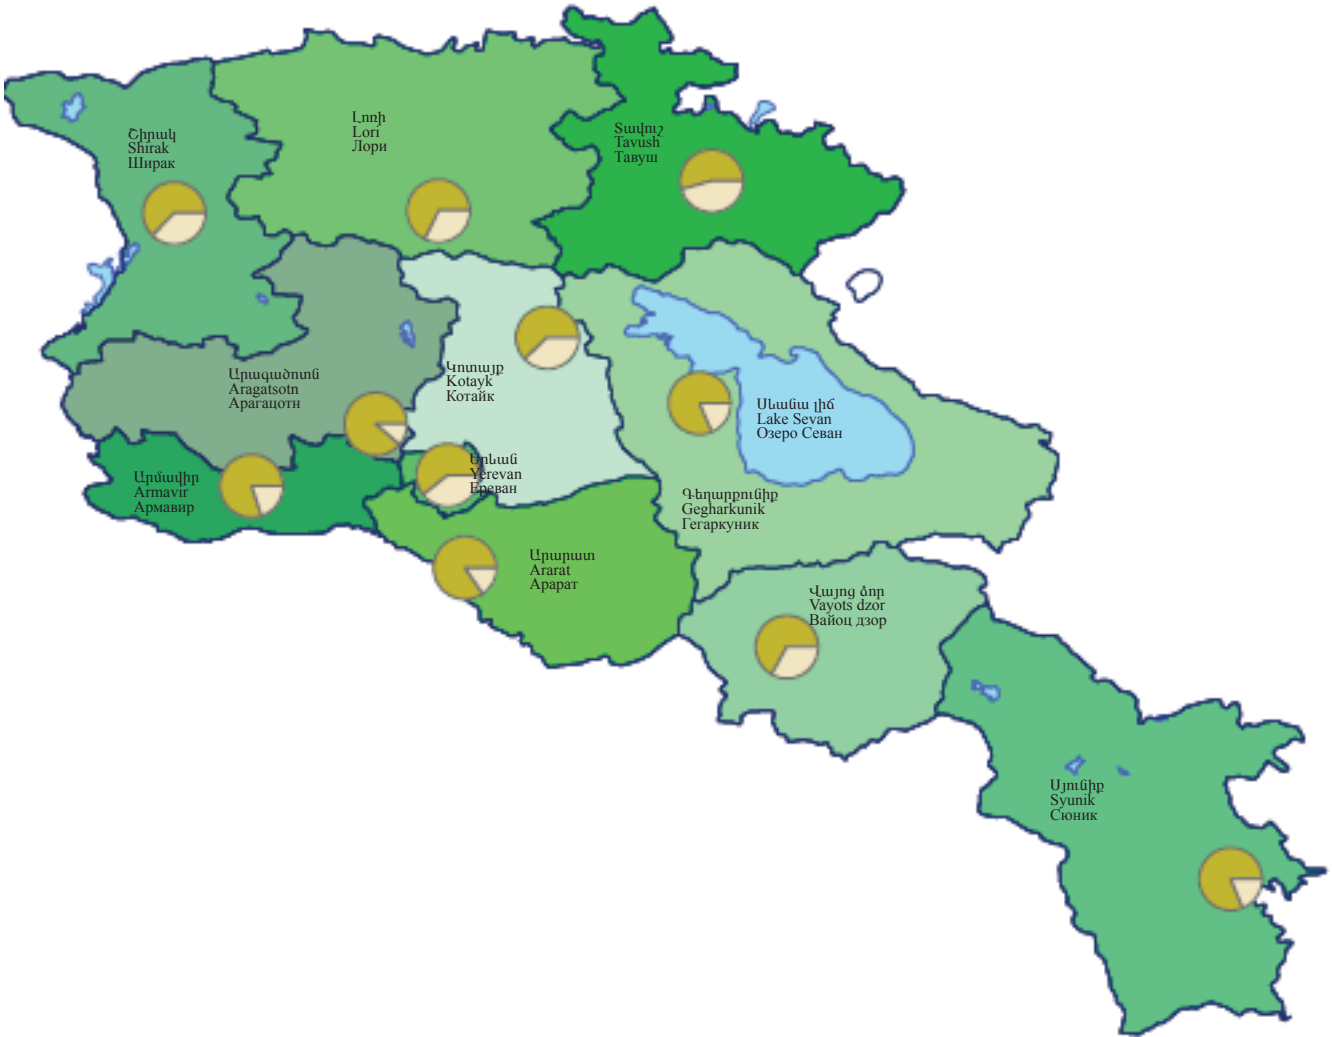 Շիրակ
Shirak
Ширак
Լոռի
Lori
Лори
Տավուշ
Tavush
Тавуш
Արագածոտն
Aragatsotn
Арагацотн
Կոտայք
Kotayk
Котайк
Սևանա լիճ
Lake Sevan
Озеро Севан
Արմավիր
Armavir
Армавир
Երևան
Yerevan
Ереван
Գեղարքունիք
Gegharkunik
Гегаркуник
Արարատ
Ararat
Арарат
Վայոց ձոր
Vayots dzor
Вайоц дзор
Սյունիք
Syunik
Сюник